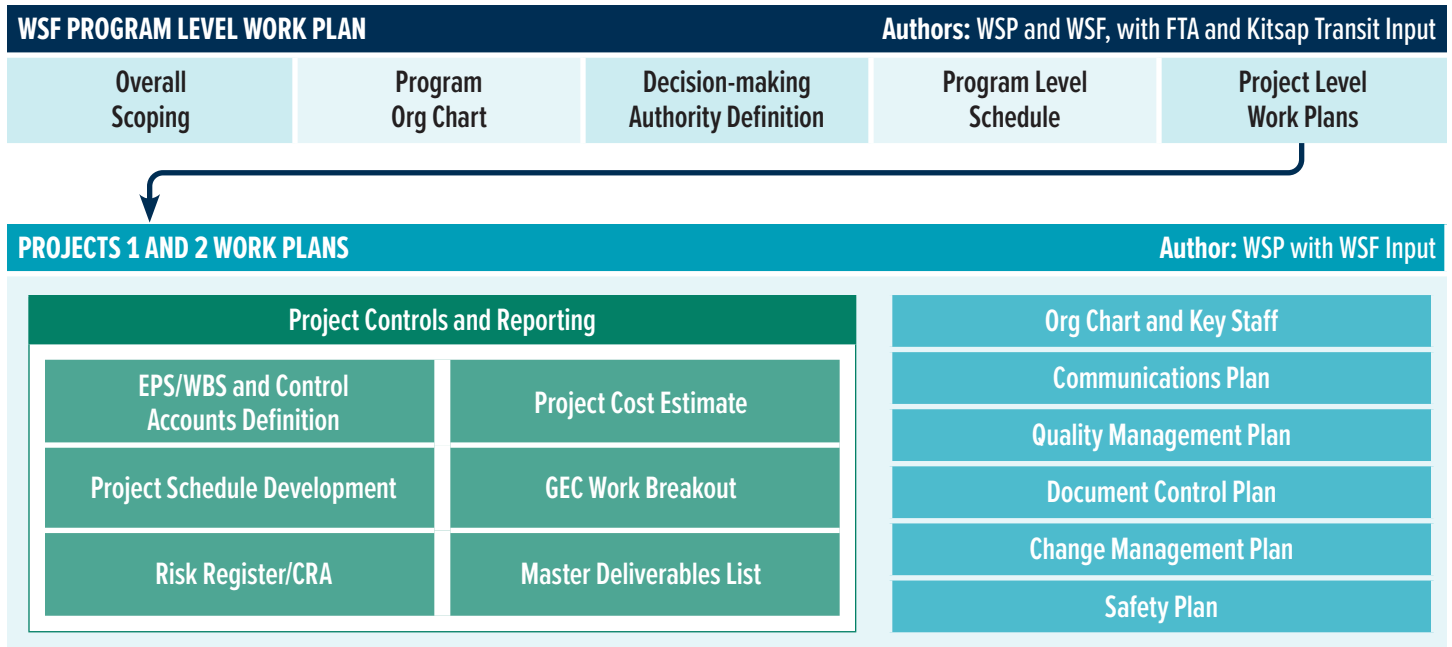 WSF PROGRAM LEVEL WORK PLAN
Authors: WSP and WSF, with FTA and Kitsap Transit Input
Overall
Scoping
Program
Org Chart
Decision-making
Authority Definition
Program Level
Schedule
Project Level
Work Plans
PROJECTS 1 AND 2 WORK PLANS
Author: WSP with WSF Input
Project Controls and Reporting
EPS/WBS and Control
Accounts Definition
Project Cost Estimate
Project Schedule Development
GEC Work Breakout
Risk Register/CRA
Master Deliverables List
Org Chart and Key Staff
Communications Plan
Quality Management Plan
Document Control Plan
Change Management Plan
Safety Plan